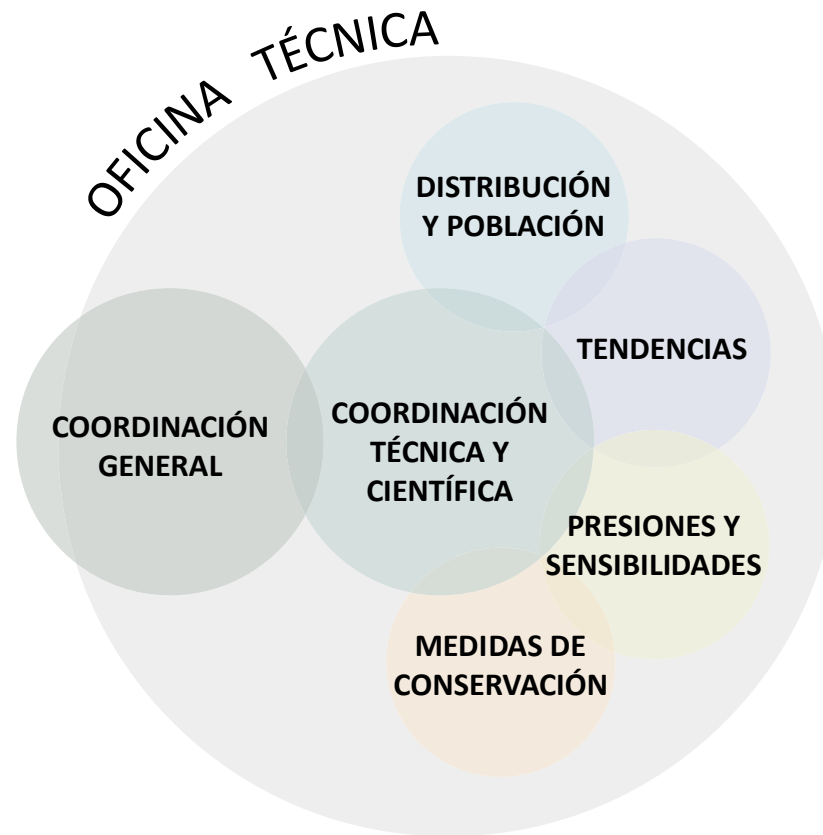 OFICINA TÉCNICA
DISTRIBUCIÓN
Y POBLACIÓN
TENDENCIAS
COORDINACIÓN
GENERAL
COORDINACIÓN
TÉCNICA Y
CIENTÍFICA
PRESIONES Y
SENSIBILIDADES
MEDIDAS DE
CONSERVACIÓN